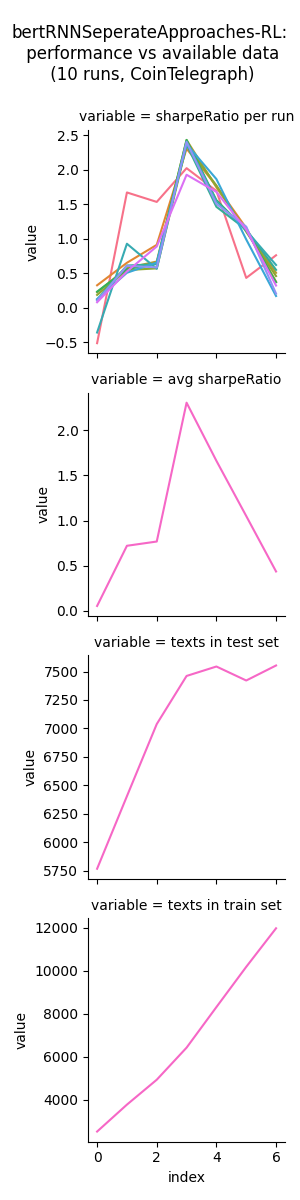 bertRNNSeperateApproaches-RL:
performance vs available data
(10 runs, CoinTelegraph)
variable = sharpeRatio per run
2.5
2.0
1.5
1.0
0.5
0.0
−0.5
value
variable = avg sharpeRatio
2.0
1.5
1.0
0.5
0.0
value
variable = texts in test set
7500
7250
7000
6750
6500
6250
6000
5750
value
variable = texts in train set
12000
10000
8000
6000
4000
value
0 2 4 6
index